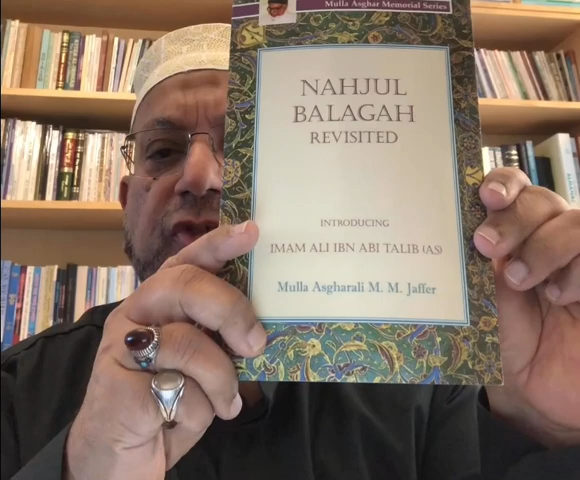 Mulla Asghar Memorial Series
NAHJUL
BALAGAH
REVISITED
INTRODUCING
IMAM ALI IBN ABI TALIB (AS)
Mulla Asgharali M. M. Jaffer